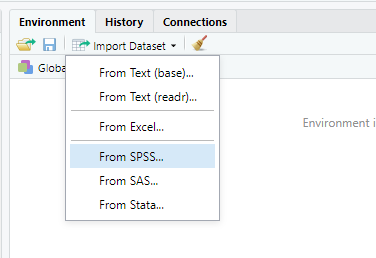 Environment History Connections
Import Dataset
Globa
From Text (base)...
From Text (readr)...
From Excel...
Environment i
From SPSS...
From SAS...
From Stata...